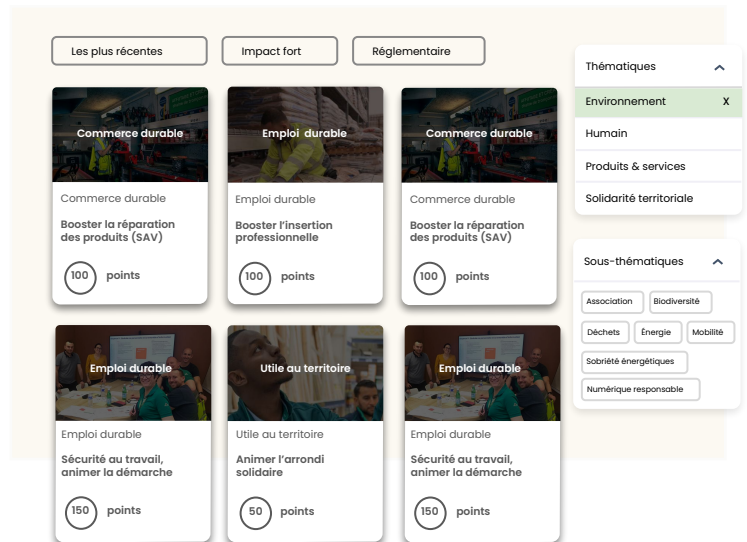 Les plus récentes
Impact fort
Réglementaire
Commerce durable
Commerce durable
Booster la réparation
des produits (SAV)
100 points
Emploi durable
Emploi durable
Booster l'insertion
professionnelle
100 points
Commerce durable
Commerce durable
Booster la réparation
des produits (SAV)
100 points
Emploi durable
Emploi durable
Sécurité au travail,
animer la démarche
150 points
Utile au territoire
Utile au territoire
Animer l'arrondi
solidaire
50 points
Emploi durable
Emploi durable
Sécurité au travail,
animer la démarche
150 points
Thématiques
Environnement X
Humain
Produits & services
Solidarité territoriale
Sous-thématiques
Association Biodiversité
Déchets Énergie Mobilité
Sobriété énergétiques
Numérique responsable